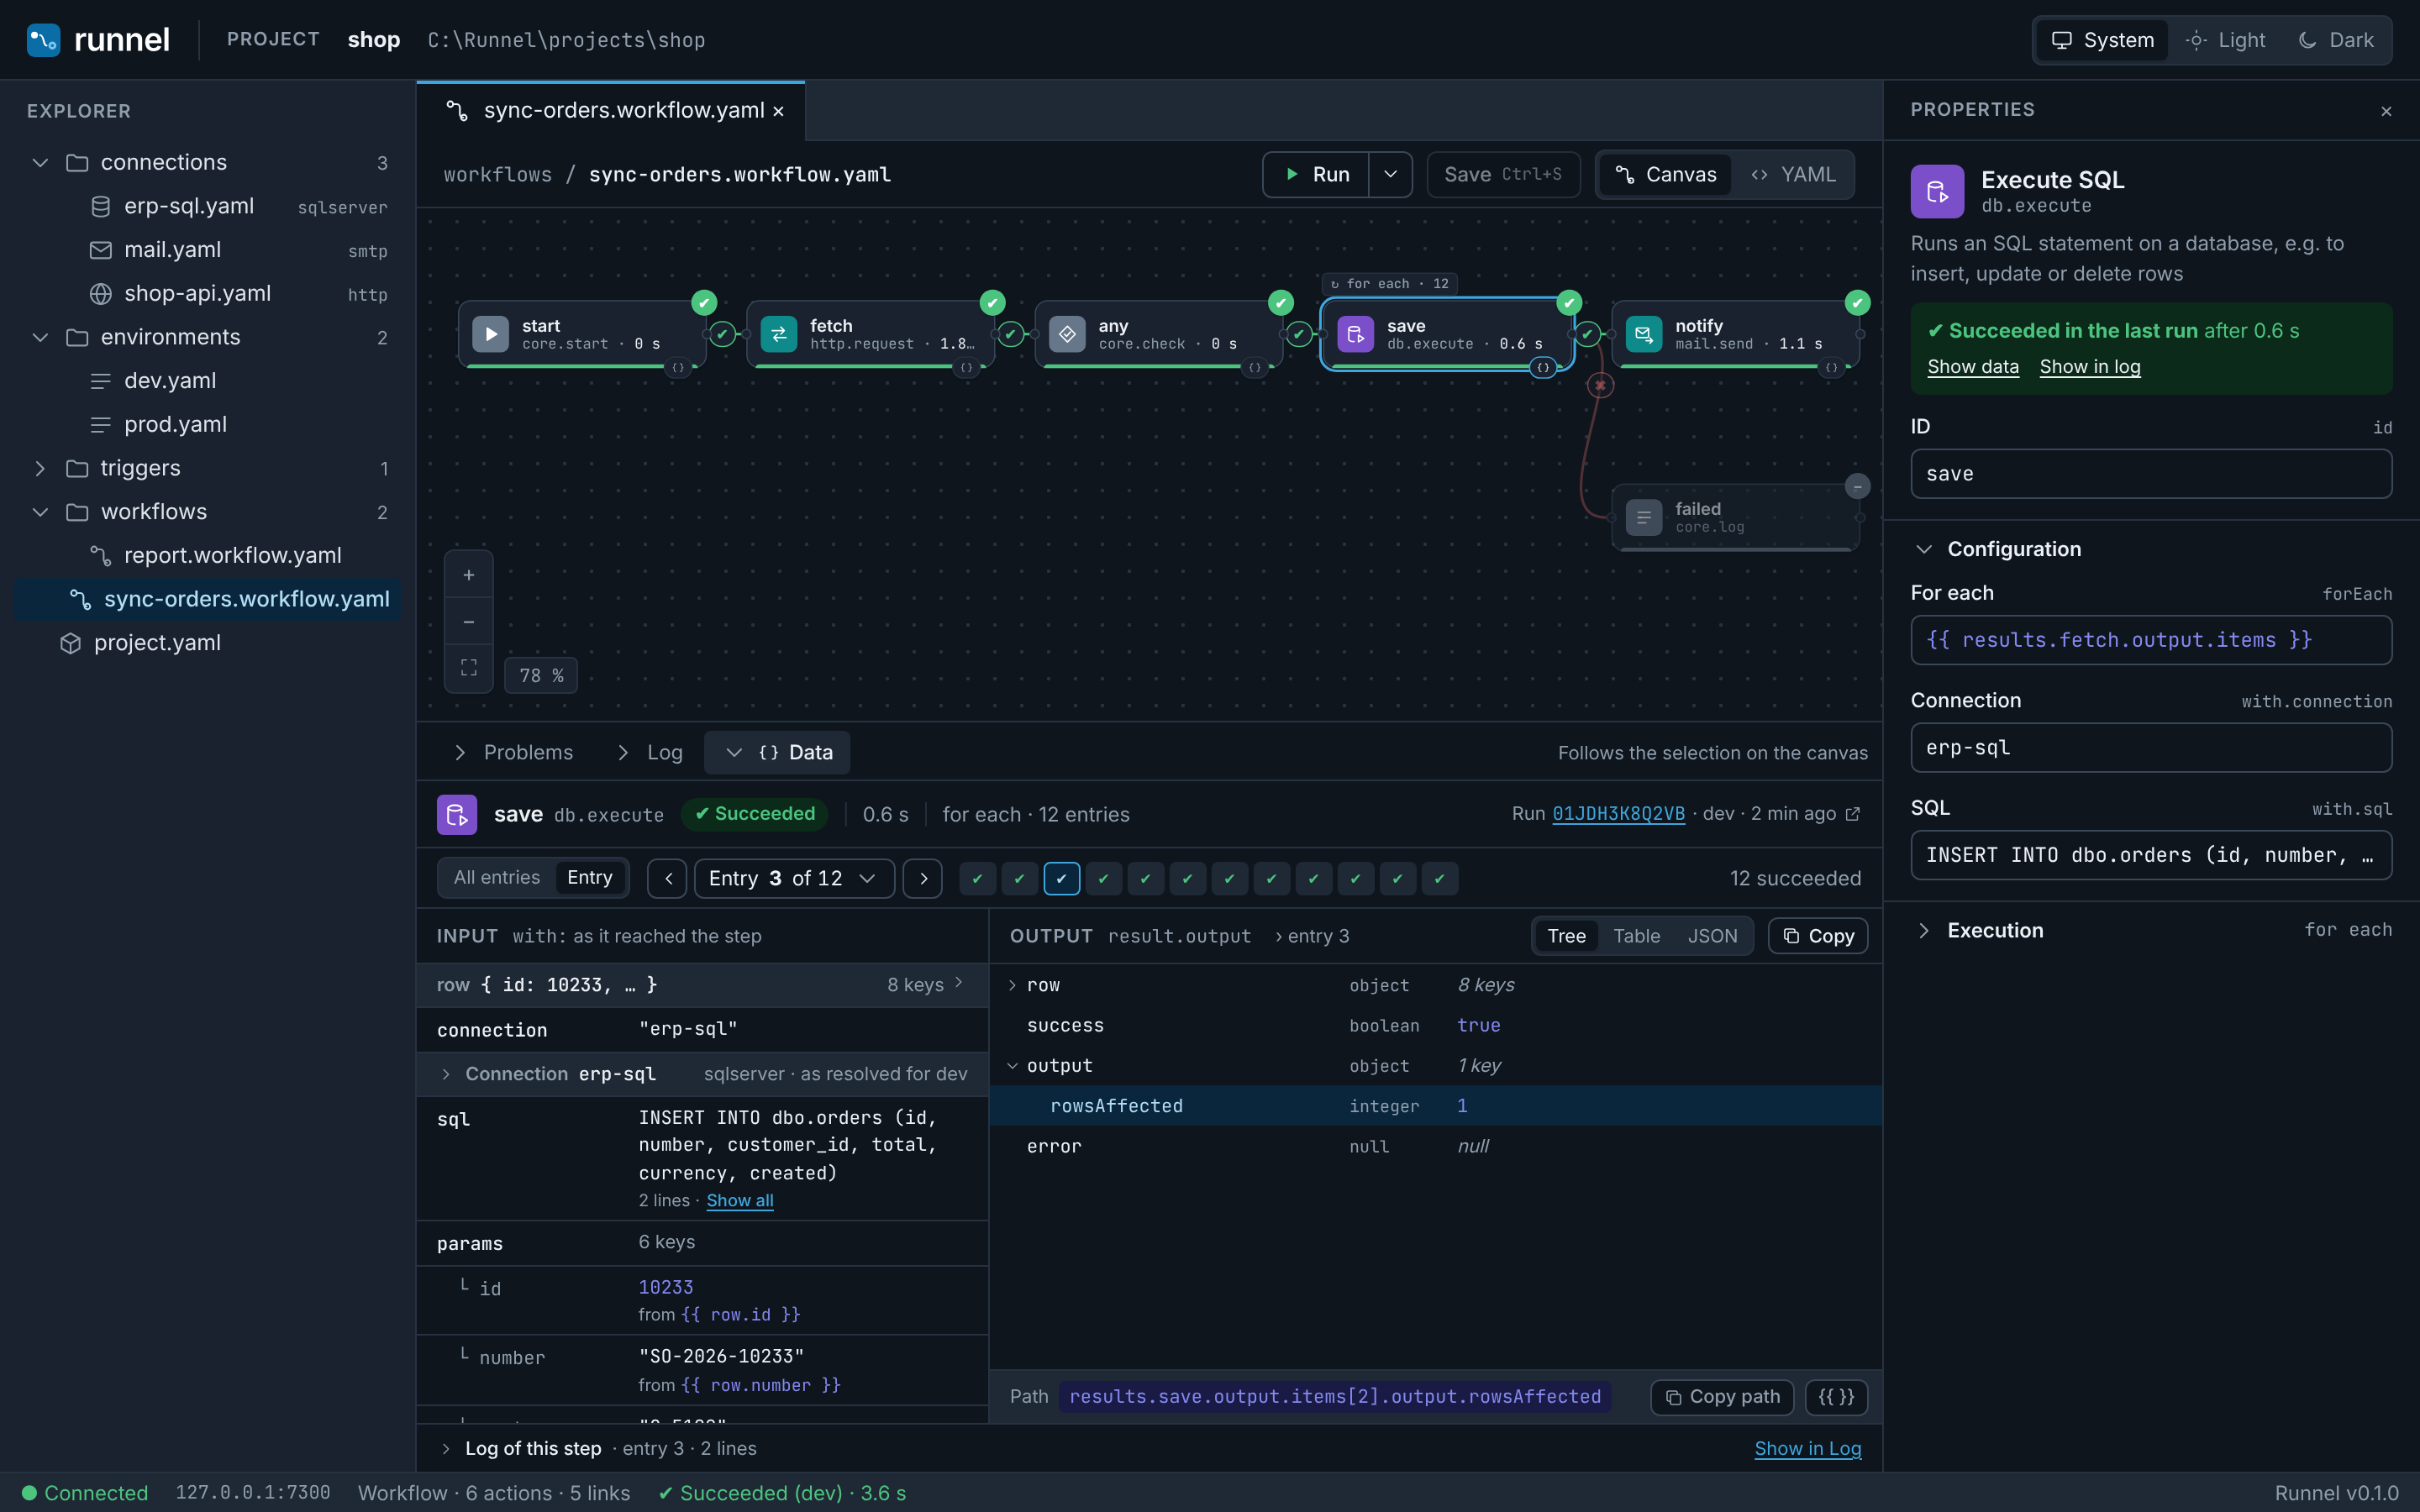 runnel
PROJECT shop C:\Runnel\projects\shop
System Light Dark
EXPLORER
connections 3
erp-sql.yaml sqlserver
mail.yaml smtp
shop-api.yaml http
environments 2
dev.yaml
prod.yaml
triggers 1
workflows 2
report.workflow.yaml
sync-orders.workflow.yaml
project.yaml
sync-orders.workflow.yaml ×
workflows / sync-orders.workflow.yaml
Run Save Ctrl+S Canvas YAML
start
core.start · 0 s
fetch
http.request · 1.8…
any
core.check · 0 s
↻ for each · 12
save
db.execute · 0.6 s
notify
mail.send · 1.1 s
failed
core.log
78 %
Problems Log {} Data Follows the selection on the canvas
save db.execute ✔ Succeeded 0.6 s for each · 12 entries Run 01JDH3K8Q2VB · dev · 2 min ago
All entries Entry Entry 3 of 12 12 succeeded
INPUT with: as it reached the step
row { id: 10233, … } 8 keys
connection "erp-sql"
Connection erp-sql sqlserver · as resolved for dev
sql INSERT INTO dbo.orders (id,
number, customer_id, total,
currency, created)
2 lines · Show all
params 6 keys
└ id 10233
from {{ row.id }}
└ number "SO-2026-10233"
from {{ row.number }}
OUTPUT result.output › entry 3 Tree Table JSON Copy
row object 8 keys
success boolean true
output object 1 key
rowsAffected integer 1
error null null
Path results.save.output.items[2].output.rowsAffected Copy path {{ }}
Log of this step · entry 3 · 2 lines Show in Log
PROPERTIES ×
Execute SQL
db.execute
Runs an SQL statement on a database, e.g. to
insert, update or delete rows
✔ Succeeded in the last run after 0.6 s
Show data Show in log
ID id
save
Configuration
For each forEach
{{ results.fetch.output.items }}
Connection with.connection
erp-sql
SQL with.sql
INSERT INTO dbo.orders (id, number, …
Execution for each
Connected 127.0.0.1:7300 Workflow · 6 actions · 5 links ✔ Succeeded (dev) · 3.6 s Runnel v0.1.0